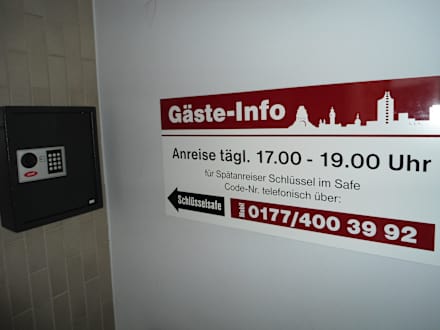 Gäste-Info
Anreise tägl. 17.00 - 19.00 Uhr
für Spätanreiser Schlüssel im Safe
Code-Nr. telefonisch über:
Schlüsselsafe
Mobil 0177/400 39 92